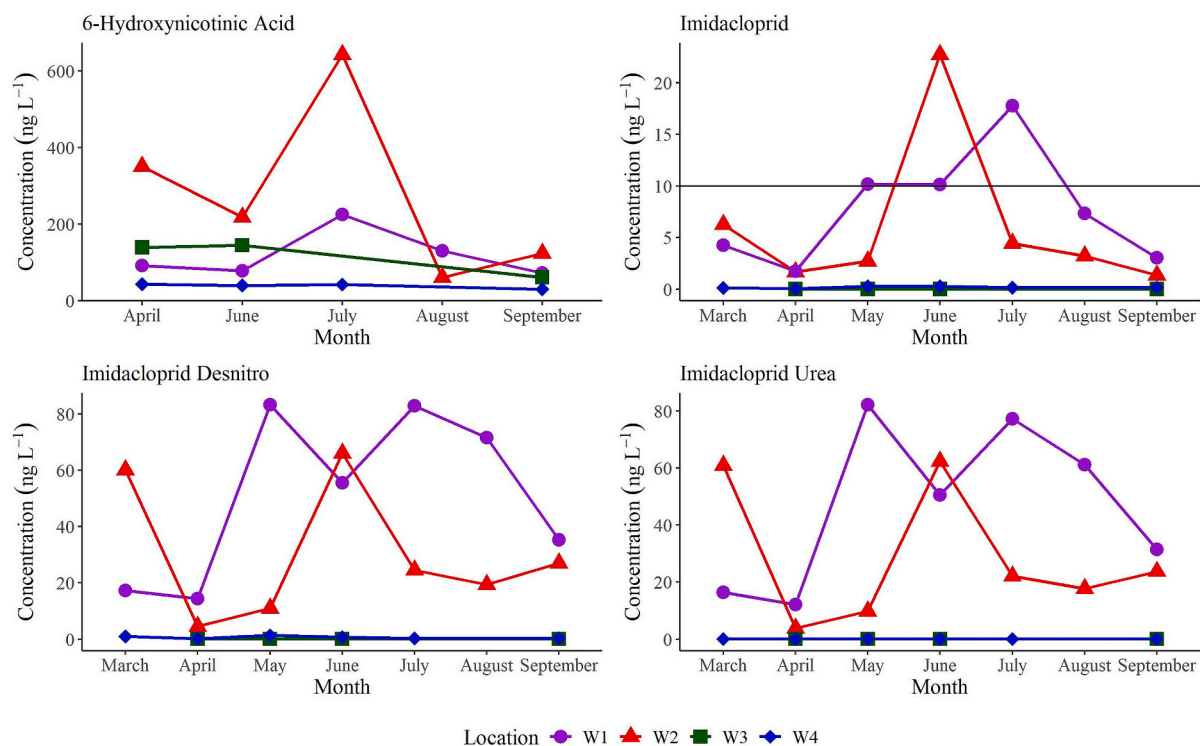 6-Hydroxynicotinic Acid
Concentration (ng L⁻¹)
600
400
200
0
April June July August September
Month
Imidacloprid
Concentration (ng L⁻¹)
20
15
10
5
0
March April May June July August September
Month
Imidacloprid Desnitro
Concentration (ng L⁻¹)
80
60
40
20
0
March April May June July August September
Month
Imidacloprid Urea
Concentration (ng L⁻¹)
80
60
40
20
0
March April May June July August September
Month
Location W1 W2 W3 W4